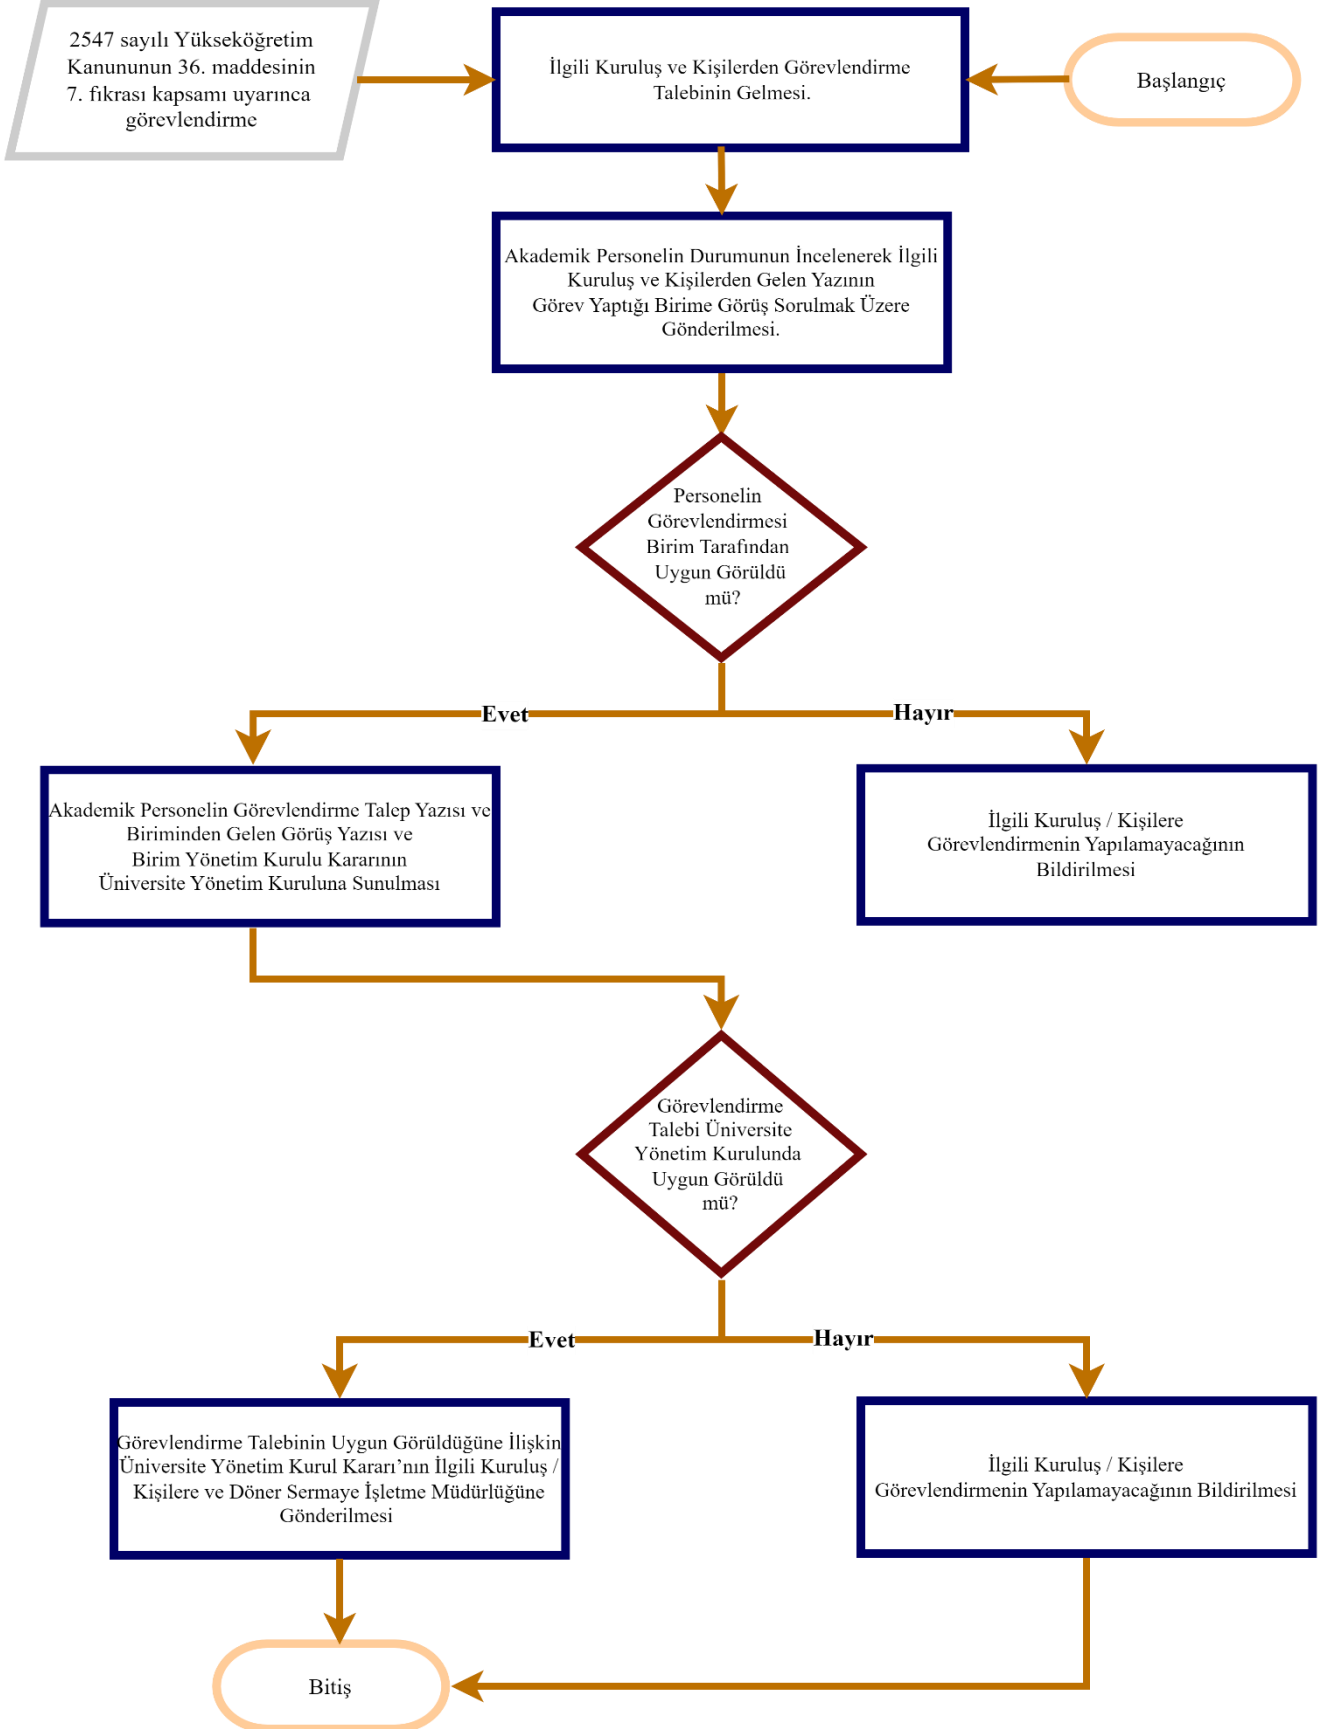 2547 sayılı Yükseköğretim
Kanununun 36. maddesinin
7. fıkrası kapsamı uyarınca
görevlendirme
İlgili Kuruluş ve Kişilerden Görevlendirme
Talebinin Gelmesi.
Başlangıç
Akademik Personelin Durumunun İncelenerek İlgili
Kuruluş ve Kişilerden Gelen Yazının
Görev Yaptığı Birime Görüş Sorulmak Üzere
Gönderilmesi.
Personelin
Görevlendirmesi
Birim Tarafından
Uygun Görüldü
mü?
Evet
Hayır
Akademik Personelin Görevlendirme Talep Yazısı ve
Biriminden Gelen Görüş Yazısı ve
Birim Yönetim Kurulu Kararının
Üniversite Yönetim Kuruluna Sunulması
İlgili Kuruluş / Kişilere
Görevlendirmenin Yapılamayacağının
Bildirilmesi
Görevlendirme
Talebi Üniversite
Yönetim Kurulunda
Uygun Görüldü
mü?
Evet
Hayır
Görevlendirme Talebinin Uygun Görüldüğüne İlişkin
Üniversite Yönetim Kurul Kararı’nın İlgili Kuruluş /
Kişilere ve Döner Sermaye İşletme Müdürlüğüne
Gönderilmesi
İlgili Kuruluş / Kişilere
Görevlendirmenin Yapılamayacağının Bildirilmesi
Bitiş